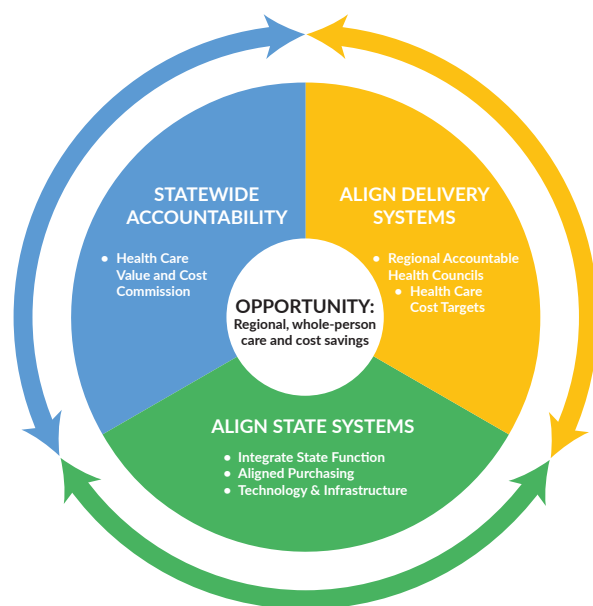 STATEWIDE
ACCOUNTABILITY
• Health Care
Value and Cost
Commission
ALIGN DELIVERY
SYSTEMS
• Regional Accountable
Health Councils
• Health Care
Cost Targets
OPPORTUNITY:
Regional, whole-person
care and cost savings
ALIGN STATE SYSTEMS
• Integrate State Function
• Aligned Purchasing
• Technology & Infrastructure